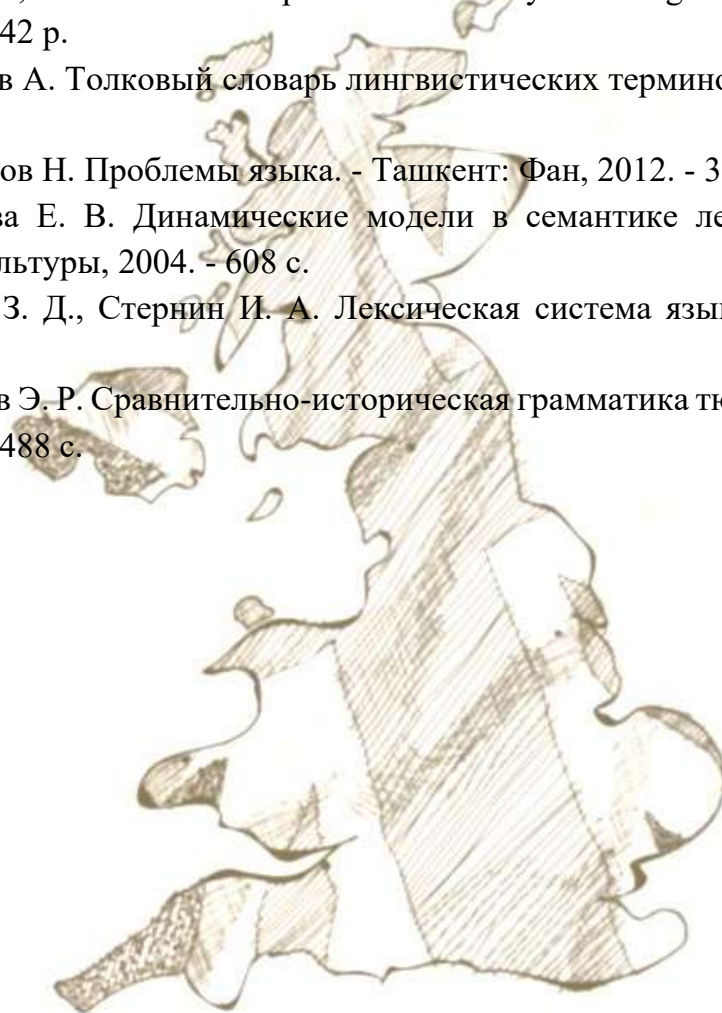 42 p.
в А. Толковый словарь лингвистических термино
ов Н. Проблемы языка. - Ташкент: Фан, 2012. - 3
ва Е. В. Динамические модели в семантике ле
льтуры, 2004. - 608 с.
З. Д., Стернин И. А. Лексическая система язы
в Э. Р. Сравнительно-историческая грамматика тю
488 с.